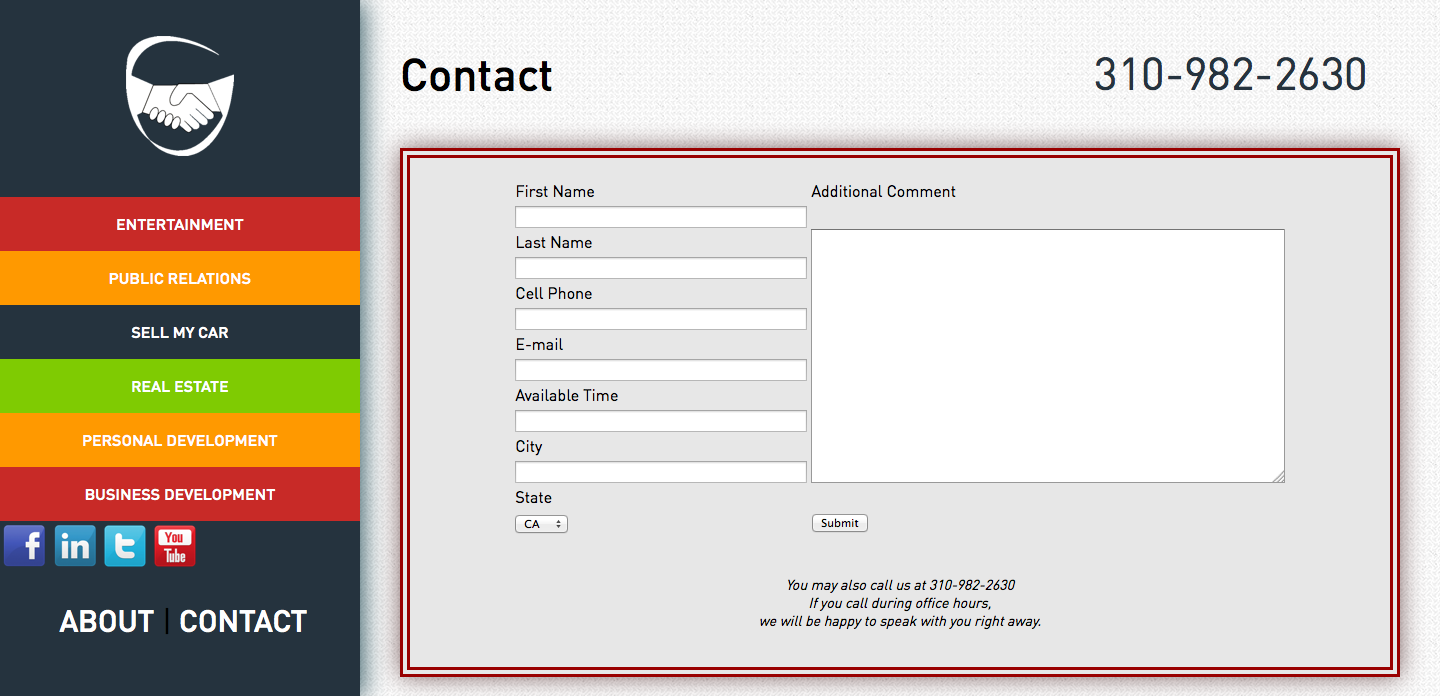 ENTERTAINMENT
PUBLIC RELATIONS
SELL MY CAR
REAL ESTATE
PERSONAL DEVELOPMENT
BUSINESS DEVELOPMENT
f in t You Tube
ABOUT | CONTACT
Contact
310-982-2630
First Name
Last Name
Cell Phone
E-mail
Available Time
City
State
CA
Additional Comment
Submit
You may also call us at 310-982-2630
If you call during office hours,
we will be happy to speak with you right away.